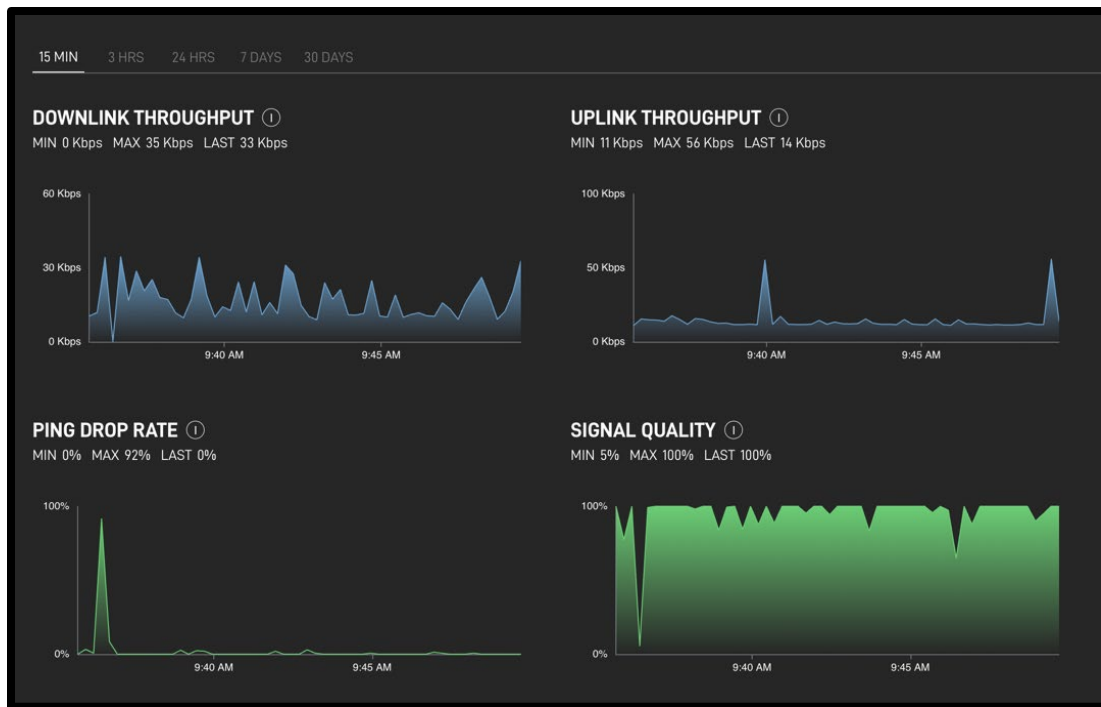 15 MIN 3 HRS 24 HRS 7 DAYS 30 DAYS
DOWNLINK THROUGHPUT
MIN 0 Kbps MAX 35 Kbps LAST 33 Kbps
60 Kbps
30 Kbps
0 Kbps
9:40 AM 9:45 AM
UPLINK THROUGHPUT
MIN 11 Kbps MAX 56 Kbps LAST 14 Kbps
100 Kbps
50 Kbps
0 Kbps
9:40 AM 9:45 AM
PING DROP RATE
MIN 0% MAX 92% LAST 0%
100%
0%
9:40 AM 9:45 AM
SIGNAL QUALITY
MIN 5% MAX 100% LAST 100%
100%
0%
9:40 AM 9:45 AM